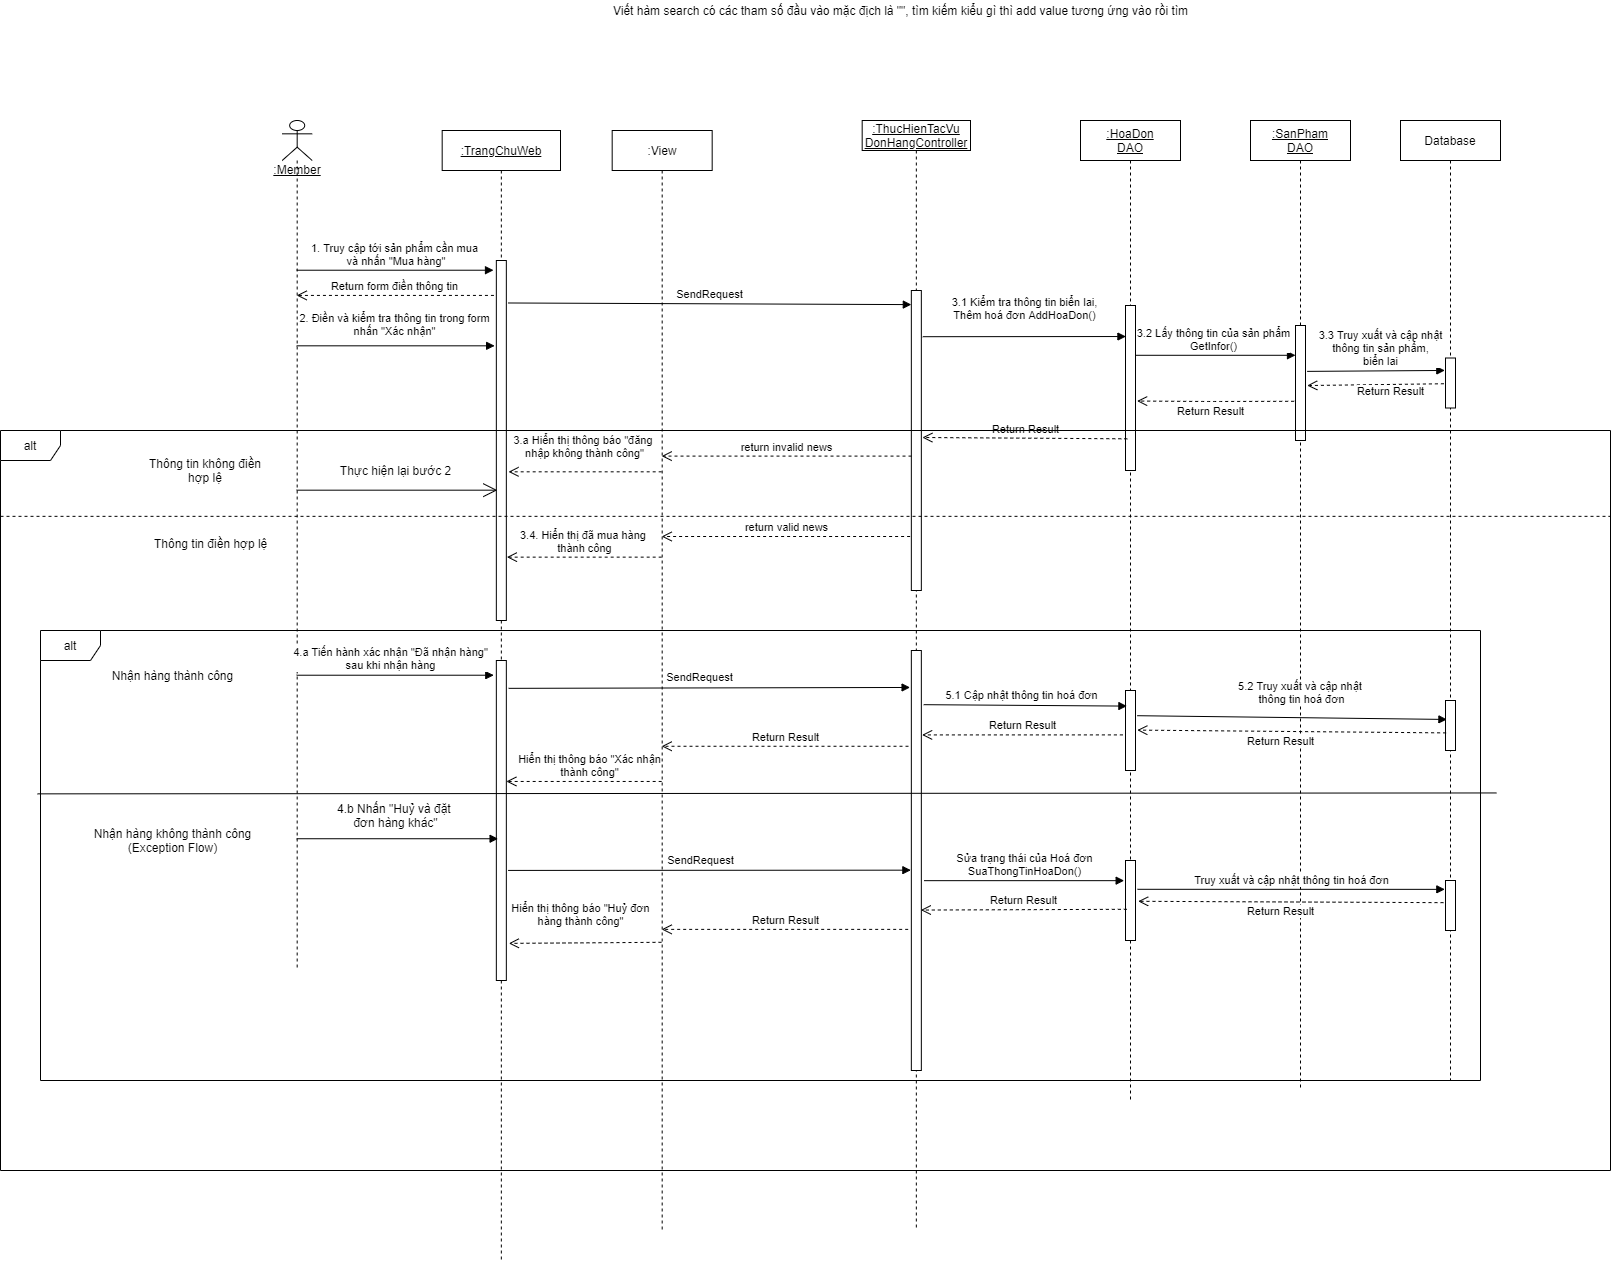 Viết hàm search có các tham số đầu vào mặc địch là "", tìm kiếm kiểu gì thì add value tương ứng vào rồi tìm
:Member
:TrangChuWeb
:View
:ThucHienTacVu
DonHangController
:HoaDon
DAO
:SanPham
DAO
Database
1. Truy cập tới sản phẩm cần mua
và nhấn "Mua hàng"
Return form điền thông tin
SendRequest
2. Điền và kiểm tra thông tin trong form
nhấn "Xác nhận"
3.1 Kiểm tra thông tin biển lai,
Thêm hoá đơn AddHoaDon()
3.2 Lấy thông tin của sản phẩm
GetInfor()
3.3 Truy xuất và cập nhật
thông tin sản phẩm,
biển lai
Return Result
Return Result
Return Result
alt
Thông tin không điền
hợp lệ
3.a Hiển thị thông báo "đăng
nhập không thành công"
return invalid news
Thực hiện lại bước 2
Thông tin điền hợp lệ
3.4. Hiển thị đã mua hàng
thành công
return valid news
alt
Nhận hàng thành công
4.a Tiến hành xác nhận "Đã nhận hàng"
sau khi nhận hàng
SendRequest
5.1 Cập nhật thông tin hoá đơn
5.2 Truy xuất và cập nhật
thông tin hoá đơn
Return Result
Return Result
Return Result
Hiển thị thông báo "Xác nhận
thành công"
Nhận hàng không thành công
(Exception Flow)
4.b Nhấn "Huỷ và đặt
đơn hàng khác"
SendRequest
Sửa trạng thái của Hoá đơn
SuaThongTinHoaDon()
Truy xuất và cập nhật thông tin hoá đơn
Return Result
Return Result
Return Result
Hiển thị thông báo "Huỷ đơn
hàng thành công"